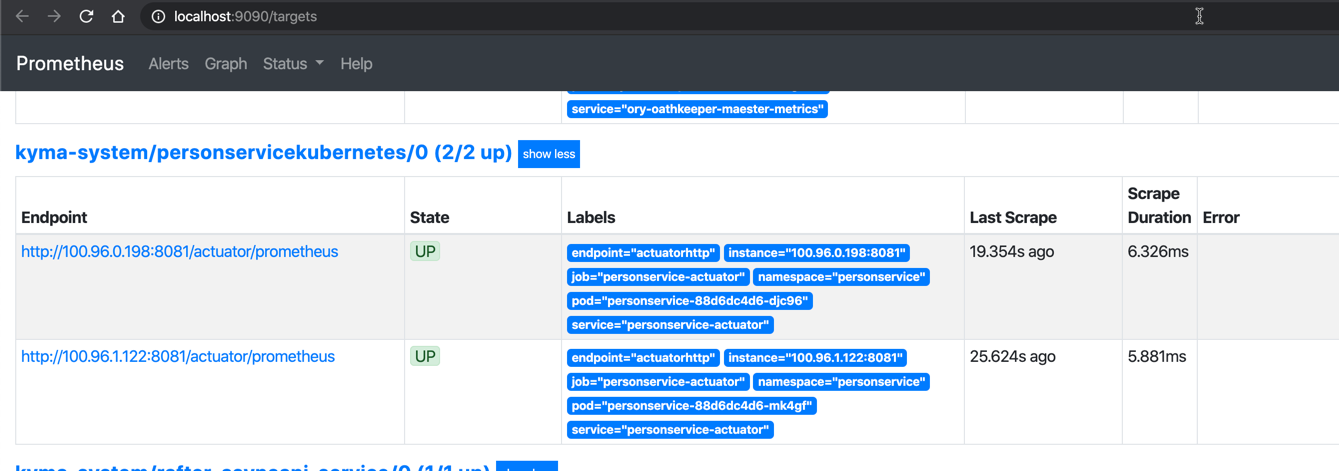 localhost:9090/targets
Prometheus Alerts Graph Status Help
service="ory-oathkeeper-maester-metrics"
kyma-system/personservicekubernetes/0 (2/2 up) show less
Endpoint State Labels Last Scrape Scrape Duration Error
http://100.96.0.198:8081/actuator/prometheus UP endpoint="actuatorhttp" instance="100.96.0.198:8081" 19.354s ago 6.326ms
job="personservice-actuator" namespace="personservice"
pod="personservice-88d6dc4d6-djc96"
service="personservice-actuator"
http://100.96.1.122:8081/actuator/prometheus UP endpoint="actuatorhttp" instance="100.96.1.122:8081" 25.624s ago 5.881ms
job="personservice-actuator" namespace="personservice"
pod="personservice-88d6dc4d6-mk4gf"
service="personservice-actuator"